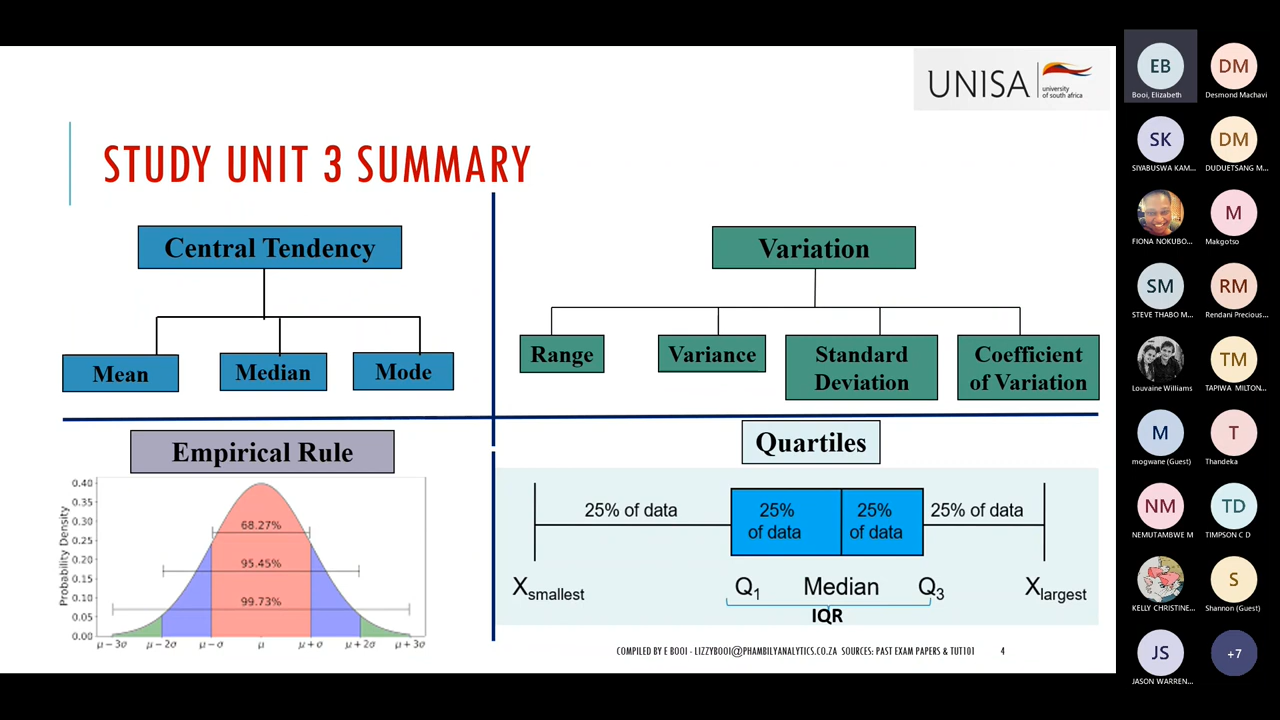 UNISA
university
of south africa
STUDY UNIT 3 SUMMARY
Central Tendency
Mean
Median
Mode
Variation
Range
Variance
Standard
Deviation
Coefficient
of Variation
Empirical Rule
Probability Density
0.40
0.35
0.30
0.25
0.20
0.15
0.10
0.05
0.00
68.27%
95.45%
99.73%
μ−3σ
μ−2σ
μ−σ
μ
μ+σ
μ+2σ
μ+3σ
Quartiles
25% of data
25%
of data
25%
of data
25% of data
Xsmallest
Q1
Median
Q3
Xlargest
IQR
COMPILED BY E BOOI - LIZZYBOOI@PHAMBILYANALYTICS.CO.ZA SOURCES: PAST EXAM PAPERS & TUT101
4
EB
Booi, Elizabeth
DM
Desmond Machavi
SK
SIYABUSWA KAM...
DM
DUDUETSANG M...
FIONA NOKUBO...
M
Makgotso
SM
STEVE THABO M...
RM
Rendani Precious...
Louvaine Williams
TM
TAPIWA MILTON...
M
mogwane (Guest)
T
Thandeka
NM
NEMUTAMBWE M
TD
TIMPSON C D
KELLY CHRISTINE...
S
Shannon (Guest)
JS
JASON WARREN...
+7